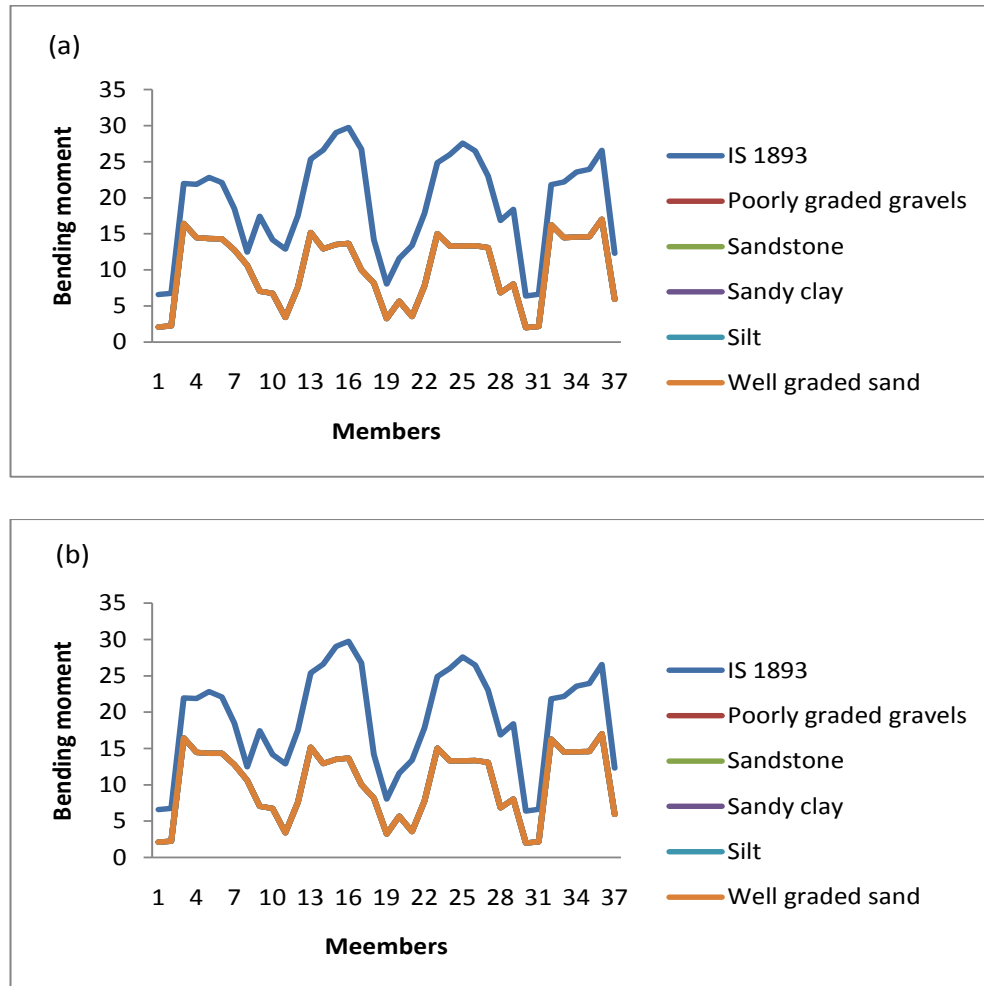 (a)
Bending moment
35
30
25
20
15
10
5
0
1 4 7 10 13 16 19 22 25 28 31 34 37
Members
IS 1893
Poorly graded gravels
Sandstone
Sandy clay
Silt
Well graded sand
(b)
Bending moment
35
30
25
20
15
10
5
0
1 4 7 10 13 16 19 22 25 28 31 34 37
Meembers
IS 1893
Poorly graded gravels
Sandstone
Sandy clay
Silt
Well graded sand